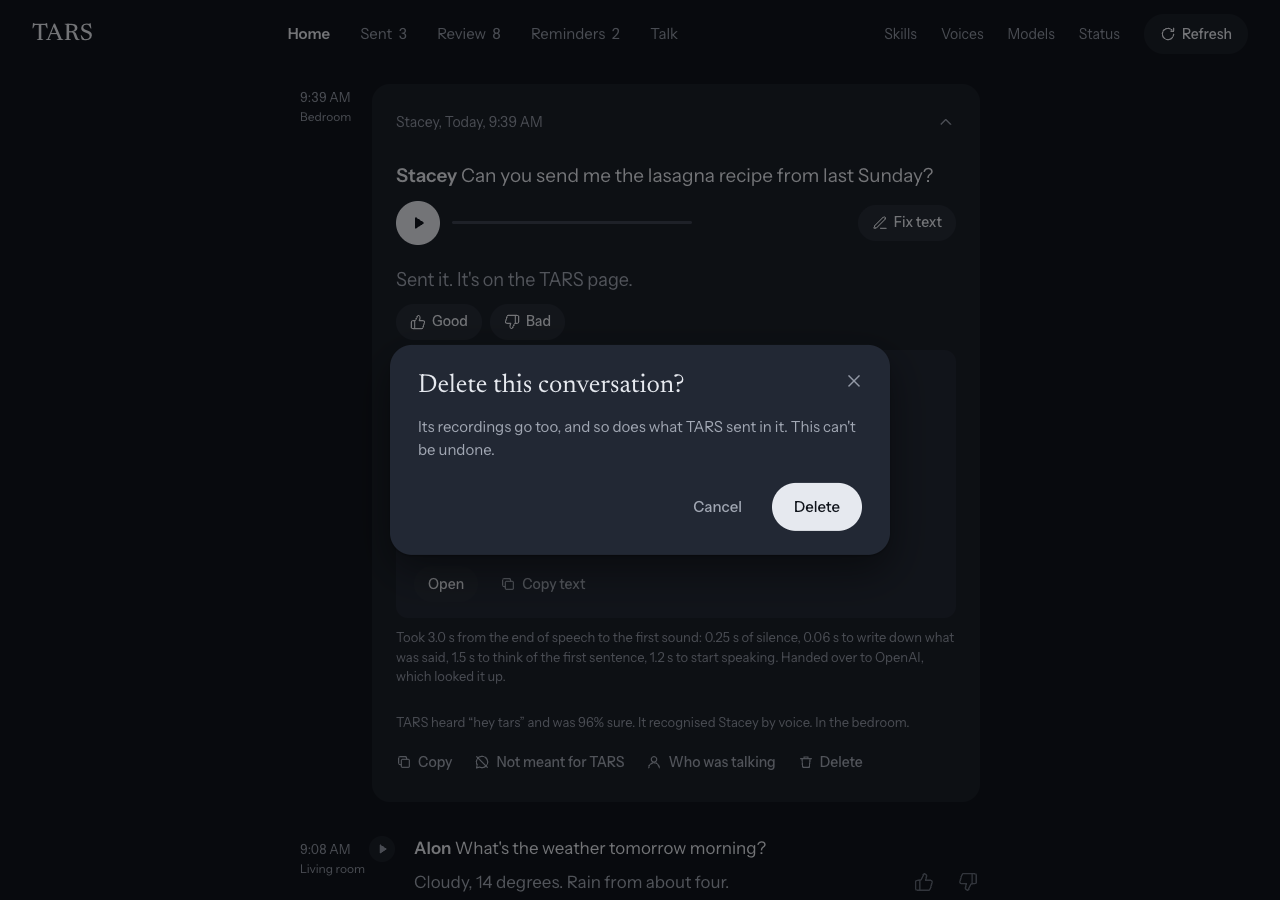 TARS
Home Sent 3 Review 8 Reminders 2 Talk
Skills Voices Models Status Refresh
9:39 AM
Bedroom
Stacey, Today, 9:39 AM
Stacey Can you send me the lasagna recipe from last Sunday?
Fix text
Sent it. It's on the TARS page.
Good Bad
Delete this conversation?
Its recordings go too, and so does what TARS sent in it. This can't
be undone.
Cancel Delete
Open Copy text
Took 3.0 s from the end of speech to the first sound: 0.25 s of silence, 0.06 s to write down what
was said, 1.5 s to think of the first sentence, 1.2 s to start speaking. Handed over to OpenAI,
which looked it up.
TARS heard “hey tars” and was 96% sure. It recognised Stacey by voice. In the bedroom.
Copy Not meant for TARS Who was talking Delete
9:08 AM
Living room
Alon What's the weather tomorrow morning?
Cloudy, 14 degrees. Rain from about four.